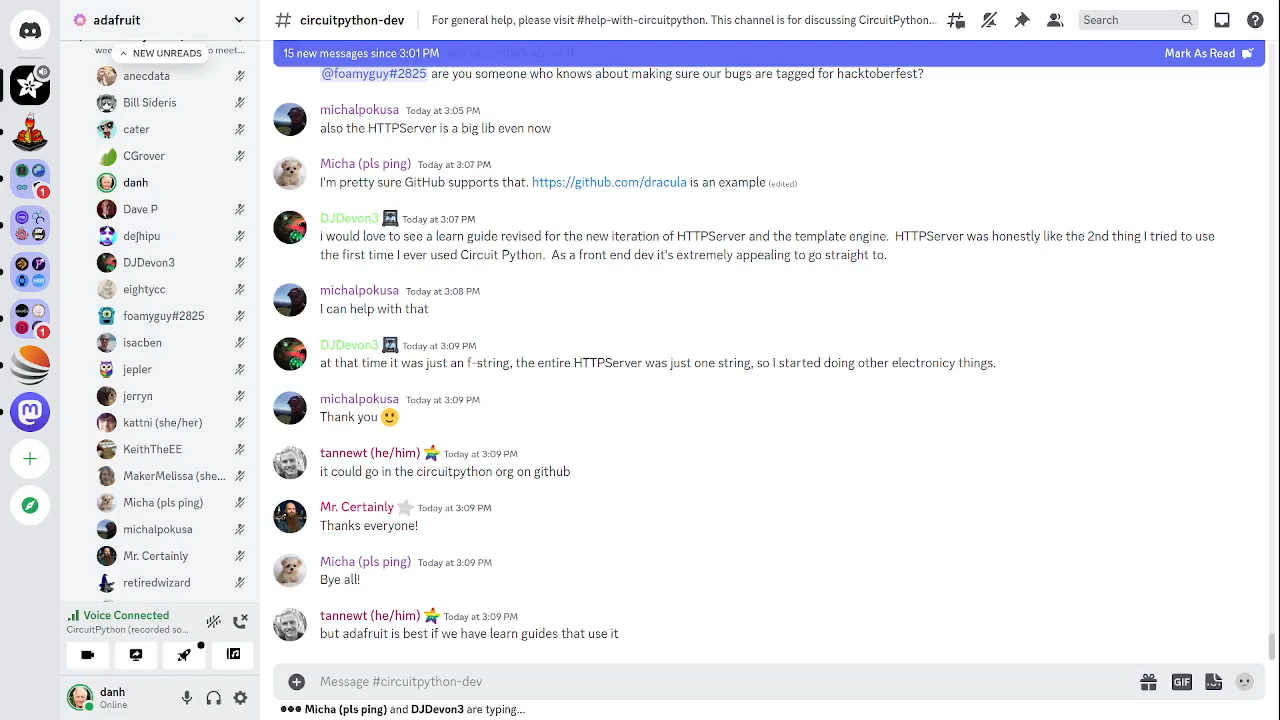 adafruit
circuitpython-dev
For general help, please visit #help-with-circuitpython. This channel is for discussing CircuitPython...
Search
NEW UNREADS
anecdata
Bill Sideris
cater
CGrover
danh
Dave P
deʃhipu
DJDevon3
eightycc
foamyguy#2825
isacben
jepler
jerryn
kattni (she/her)
KeithTheEE
MakerMelissa (she...
Micha (pls ping)
michalpokusa
Mr. Certainly
retiredwizard
Voice Connected
CircuitPython (recorded so...
danh
Online
15 new messages since 3:01 PM
Mark As Read
@foamyguy#2825 are you someone who knows about making sure our bugs are tagged for hacktoberfest?
michalpokusa Today at 3:05 PM
also the HTTPServer is a big lib even now
Micha (pls ping) Today at 3:07 PM
I'm pretty sure GitHub supports that. https://github.com/dracula is an example (edited)
DJDevon3 Today at 3:07 PM
i would love to see a learn guide revised for the new iteration of HTTPServer and the template engine. HTTPServer was honestly like the 2nd thing I tried to use
the first time I ever used Circuit Python. As a front end dev it's extremely appealing to go straight to.
michalpokusa Today at 3:08 PM
I can help with that
DJDevon3 Today at 3:09 PM
at that time it was just an f-string, the entire HTTPServer was just one string, so I started doing other electronicy things.
michalpokusa Today at 3:09 PM
Thank you
tannewt (he/him) Today at 3:09 PM
it could go in the circuitpython org on github
Mr. Certainly Today at 3:09 PM
Thanks everyone!
Micha (pls ping) Today at 3:09 PM
Bye all!
tannewt (he/him) Today at 3:09 PM
but adafruit is best if we have learn guides that use it
Message #circuitpython-dev
GIF
Micha (pls ping) and DJDevon3 are typing...